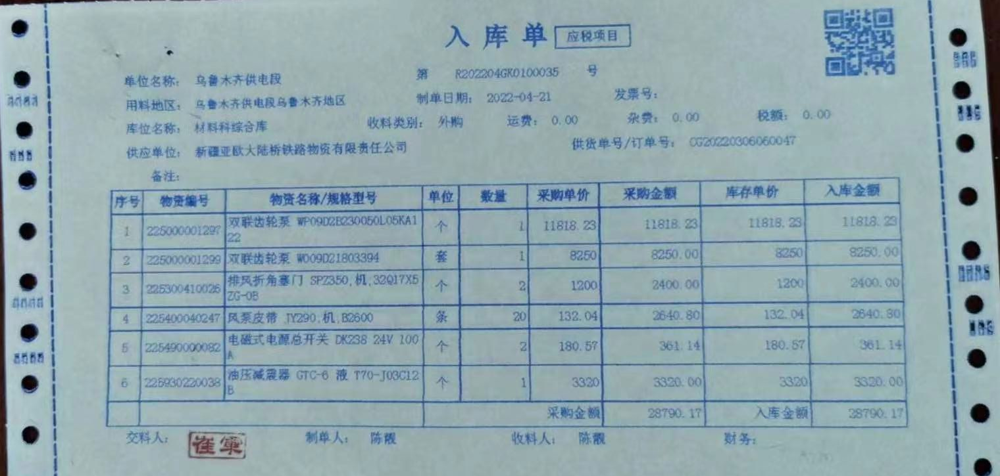 入库单 应税项目
单位名称: 乌鲁木齐供电段 第 R202204GK0100035 号
用料地区: 乌鲁木齐供电段乌鲁木齐地区 制单日期: 2022-04-21 发票号:
库位名称: 材料科综合库 收料类别: 外购 运费: 0.00 杂费: 0.00 税额: 0.00
供应单位: 新疆亚欧大陆桥铁路物资有限责任公司 供货单号/订单号: CG20220306060047
备注:
序号 物资编号 物资名称/规格型号 单位 数量 采购单价 采购金额 库存单价 入库金额
1 225000001297 双联齿轮泵 WP09D2B230050L05KA1 个 1 11818.23 11818.23 11818.23 11818.23
22
2 225000001299 双联齿轮泵 W009D21803394 套 1 8250 8250.00 8250 8250.00
3 225300410026 排风折角塞门 SPZ350,机,32Q17X5 个 2 1200 2400.00 1200 2400.00
ZG-0B
4 225400040247 风泵皮带 JY290,机,B2600 条 20 132.04 2640.80 132.04 2640.80
5 225490000082 电磁式电源总开关 DK238 24V 100 个 2 180.57 361.14 180.57 361.14
A
6 225930220038 油压减震器 GTC-6 液 T70-J03C12 个 1 3320 3320.00 3320 3320.00
B
采购金额 28790.17 入库金额 28790.17
交料人: 制单人: 陈靓 收料人: 陈靓 财务: